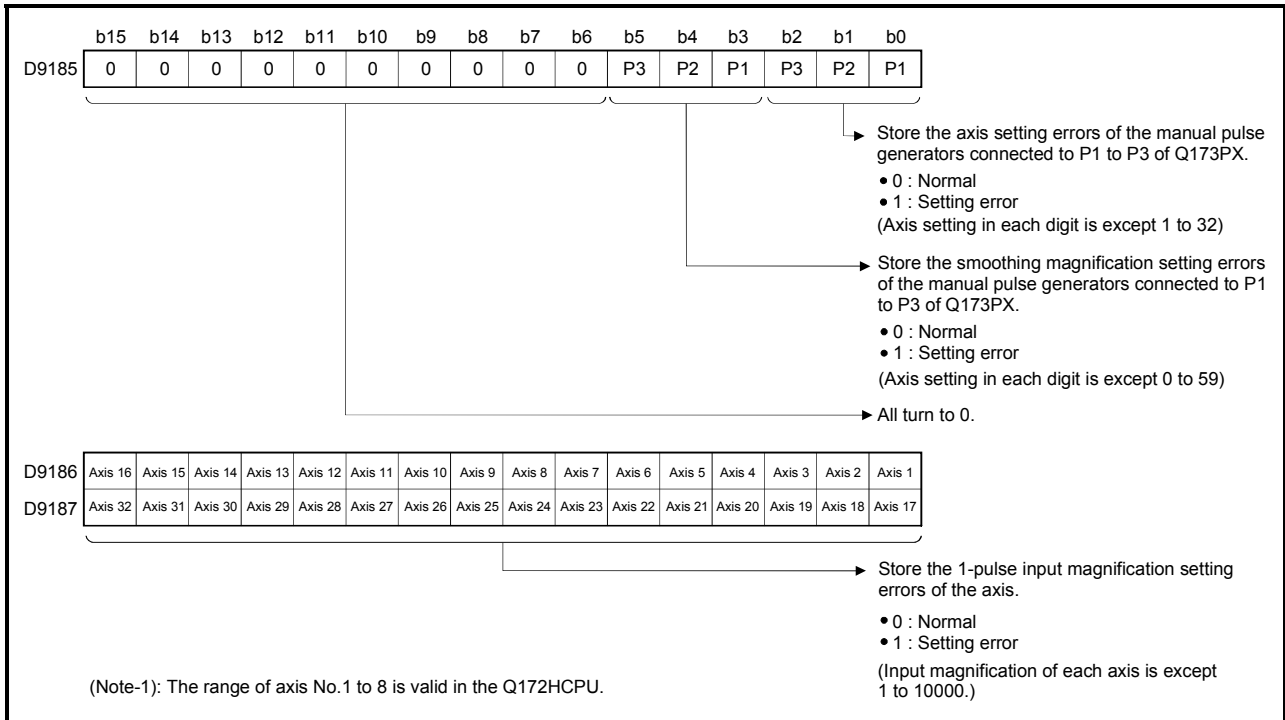 b15 b14 b13 b12 b11 b10 b9 b8 b7 b6 b5 b4 b3 b2 b1 b0
D9185 0 0 0 0 0 0 0 0 0 0 P3 P2 P1 P3 P2 P1
Store the axis setting errors of the manual pulse
generators connected to P1 to P3 of Q173PX.
• 0 : Normal
• 1 : Setting error
(Axis setting in each digit is except 1 to 32)
Store the smoothing magnification setting errors
of the manual pulse generators connected to P1
to P3 of Q173PX.
• 0 : Normal
• 1 : Setting error
(Axis setting in each digit is except 0 to 59)
All turn to 0.
D9186 Axis 16 Axis 15 Axis 14 Axis 13 Axis 12 Axis 11 Axis 10 Axis 9 Axis 8 Axis 7 Axis 6 Axis 5 Axis 4 Axis 3 Axis 2 Axis 1
D9187 Axis 32 Axis 31 Axis 30 Axis 29 Axis 28 Axis 27 Axis 26 Axis 25 Axis 24 Axis 23 Axis 22 Axis 21 Axis 20 Axis 19 Axis 18 Axis 17
Store the 1-pulse input magnification setting
errors of the axis.
• 0 : Normal
• 1 : Setting error
(Input magnification of each axis is except
1 to 10000.)
(Note-1): The range of axis No.1 to 8 is valid in the Q172HCPU.